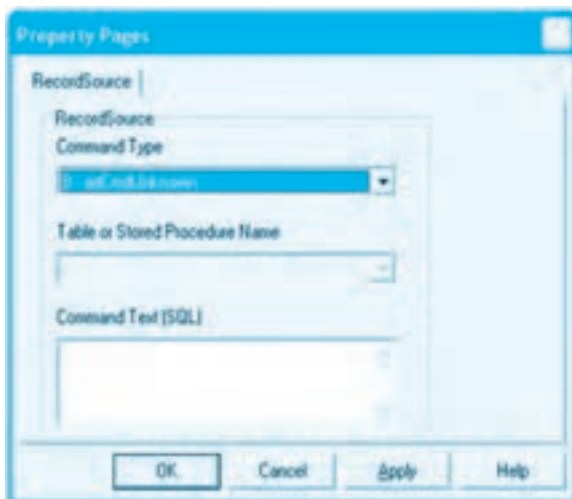 Property Pages
RecordSource
RecordSource
Command Type
8 - adCmdUnknown
Table or Stored Procedure Name
Command Text (SQL)
OK Cancel Apply Help